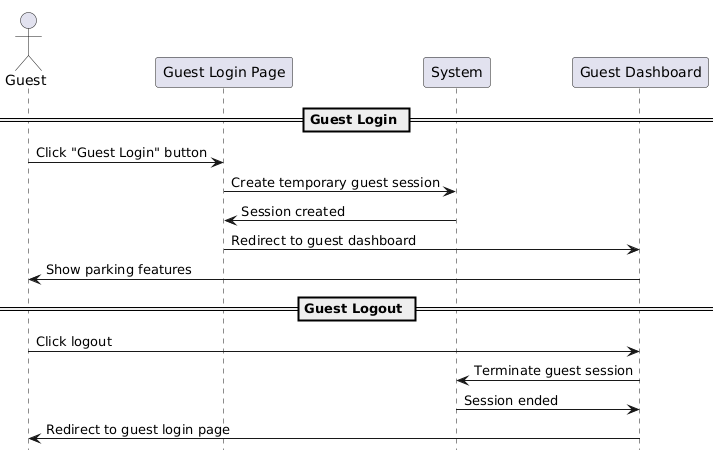 Guest
Guest Login Page
System
Guest Dashboard
Guest Login
Click "Guest Login" button
Create temporary guest session
Session created
Redirect to guest dashboard
Show parking features
Guest Logout
Click logout
Terminate guest session
Session ended
Redirect to guest login page